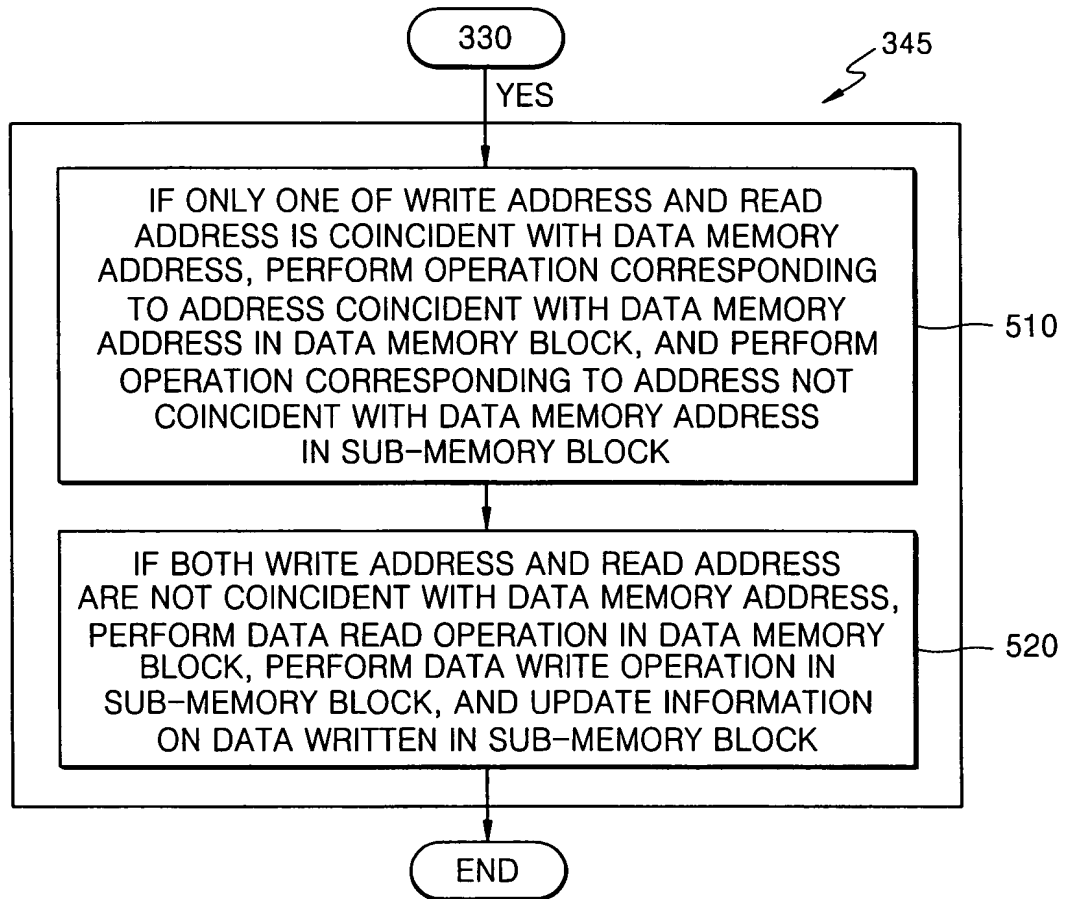 330
345
YES
IF ONLY ONE OF WRITE ADDRESS AND READ
ADDRESS IS COINCIDENT WITH DATA MEMORY
ADDRESS, PERFORM OPERATION CORRESPONDING
TO ADDRESS COINCIDENT WITH DATA MEMORY
ADDRESS IN DATA MEMORY BLOCK, AND PERFORM
OPERATION CORRESPONDING TO ADDRESS NOT
COINCIDENT WITH DATA MEMORY ADDRESS
IN SUB-MEMORY BLOCK
510
IF BOTH WRITE ADDRESS AND READ ADDRESS
ARE NOT COINCIDENT WITH DATA MEMORY ADDRESS,
PERFORM DATA READ OPERATION IN DATA MEMORY
BLOCK, PERFORM DATA WRITE OPERATION IN
SUB-MEMORY BLOCK, AND UPDATE INFORMATION
ON DATA WRITTEN IN SUB-MEMORY BLOCK
520
END